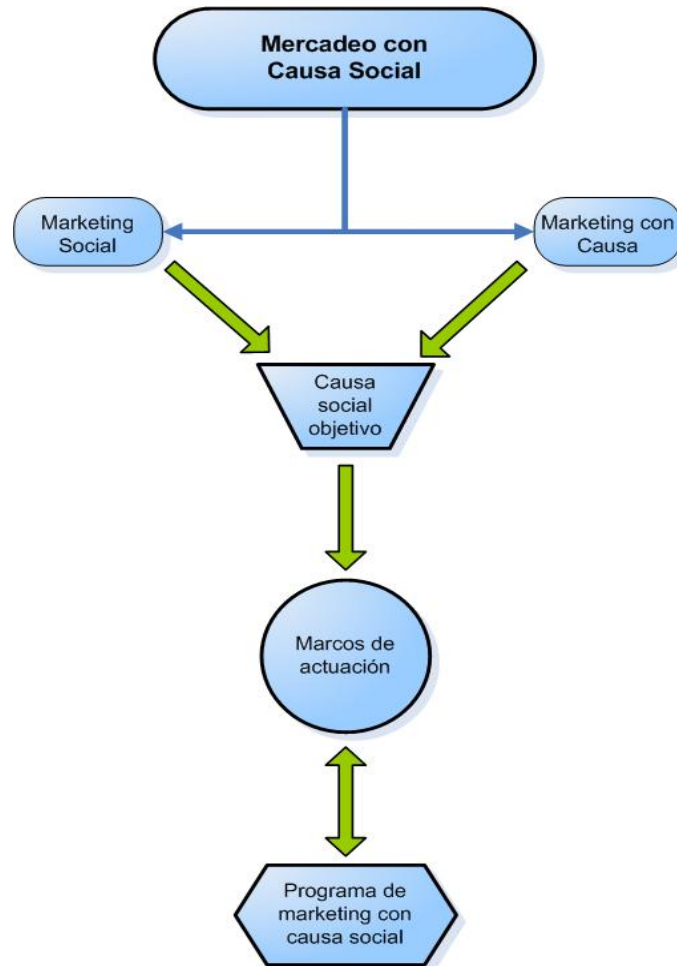 Mercadeo con
Causa Social
Marketing
Social
Marketing con
Causa
Causa
social
objetivo
Marcos de
actuación
Programa de
marketing con
causa social